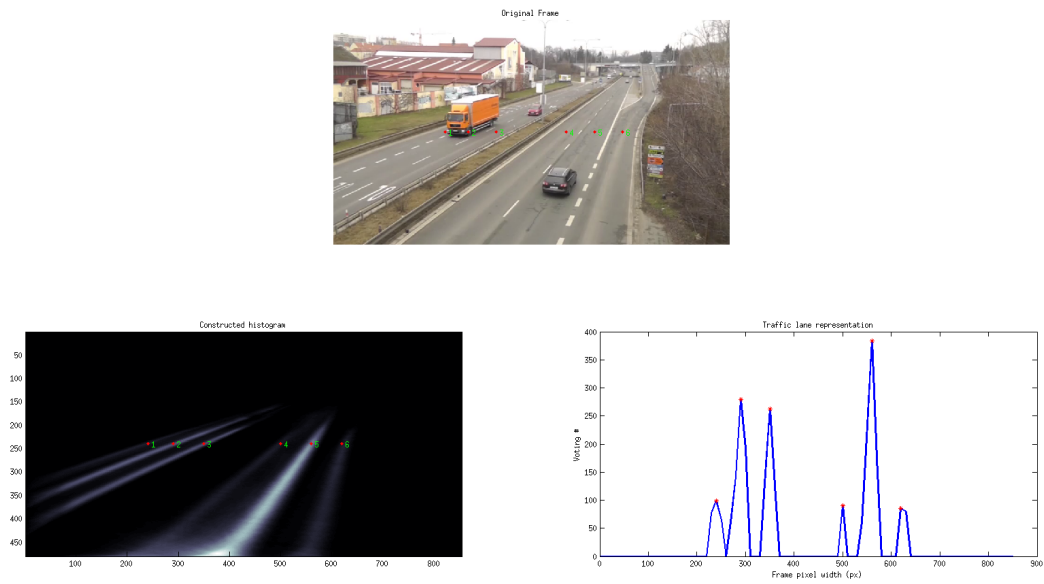 Original Frame
Constructed histogram
50
100
150
200
250
300
350
400
450
100 200 300 400 500 600 700 800
1 2 3 4 5 6
Traffic lane representation
400
350
300
250
200
150
100
50
0
Voting #
0 100 200 300 400 500 600 700 800 900
Frame pixel width (px)